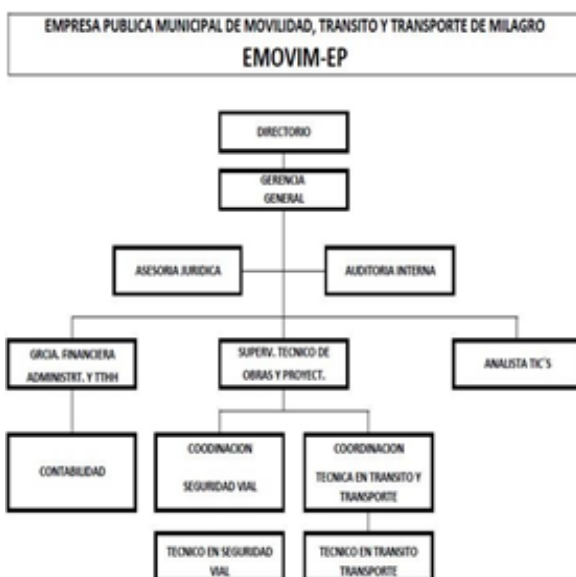 EMPRESA PUBLICA MUNICIPAL DE MOVILIDAD, TRANSITO Y TRANSPORTE DE MILAGRO
EMOVIM-EP
DIRECTORIO
GERENCIA
GENERAL
ASESORIA JURIDICA
AUDITORIA INTERNA
GRCIA. FINANCIERA
ADMINISTRT. Y TTHH
SUPERV. TECNICO DE
OBRAS Y PROYECT.
ANALISTA TIC´S
CONTABILIDAD
COODINACION
SEGURIDAD VIAL
COORDINACION
TECNICA EN TRANSITO Y
TRANSPORTE
TECNICO EN SEGURIDAD
VIAL
TECNICO EN TRANSITO
TRANSPORTE